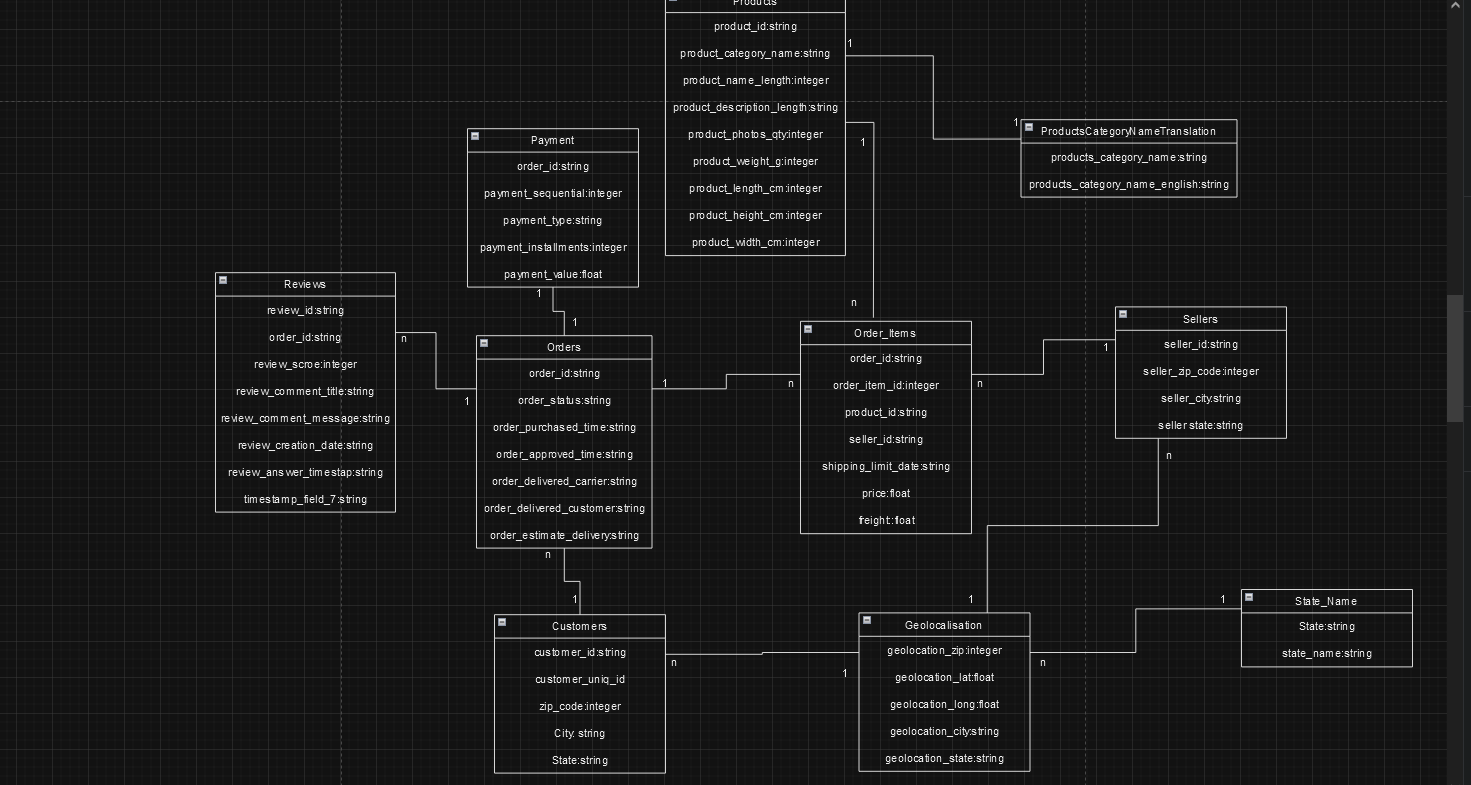 Products
product_id:string
product_category_name:string
product_name_length:integer
product_description_length:string
product_photos_qty:integer
product_weight_g:integer
product_length_cm:integer
product_height_cm:integer
product_width_cm:integer
1
1
1
n
ProductsCategoryNameTranslation
products_category_name:string
products_category_name_english:string
Payment
order_id:string
payment_sequential:integer
payment_type:string
payment_installments:integer
payment_value:float
1
1
Reviews
review_id:string
order_id:string
review_scroe:integer
review_comment_title:string
review_comment_message:string
review_creation_date:string
review_answer_timestap:string
timestamp_field_7:string
n
1
Orders
order_id:string
order_status:string
order_purchased_time:string
order_approved_time:string
order_delivered_carrier:string
order_delivered_customer:string
order_estimate_delivery:string
1
n
Order_Items
order_id:string
order_item_id:integer
product_id:string
seller_id:string
shipping_limit_date:string
price:float
freight:float
n
1
Sellers
seller_id:string
seller_zip_code:integer
seller_city:string
seller state:string
n
1
n
1
Customers
customer_id:string
customer_uniq_id
zip_code:integer
City: string
State:string
n
1
Geolocalisation
geolocation_zip:integer
geolocation_lat:float
geolocation_long:float
geolocation_city:string
geolocation_state:string
n
1
State_Name
State:string
state_name:string